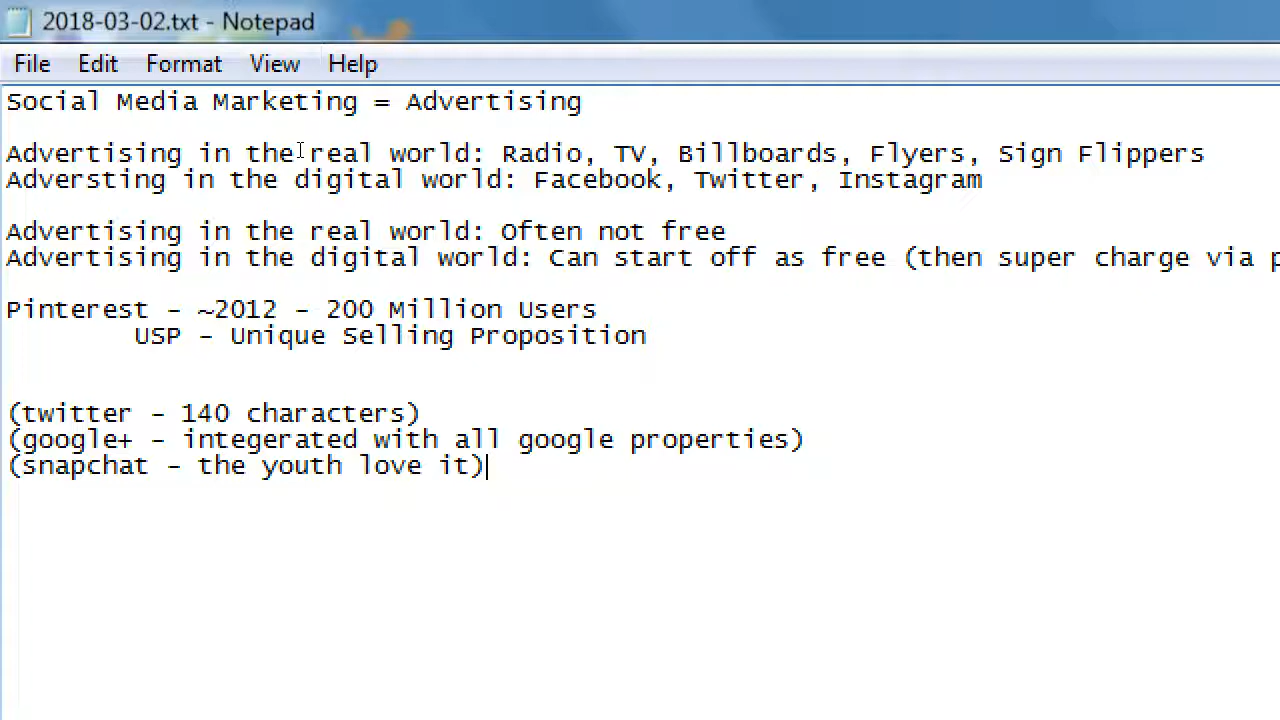 2018-03-02.txt - Notepad
File Edit Format View Help
Social Media Marketing = Advertising
Advertising in the real world: Radio, TV, Billboards, Flyers, Sign Flippers
Adversting in the digital world: Facebook, Twitter, Instagram
Advertising in the real world: Often not free
Advertising in the digital world: Can start off as free (then super charge via
Pinterest - ~2012 - 200 Million Users
USP - Unique Selling Proposition
(twitter - 140 characters)
(google+ - integerated with all google properties)
(snapchat - the youth love it)